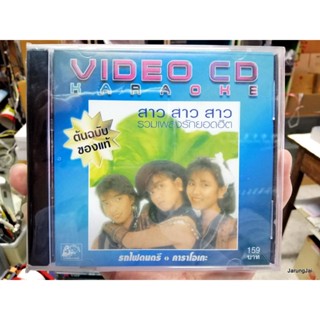 VIDEO CD
KARAOKE
สาว สาว สาว
รวมเพลงรักยอดฮิต
ต้นฉบับ
ของแท้
รถไฟดนตรี
คาราโอเกะ
159
บาท
JarungJai